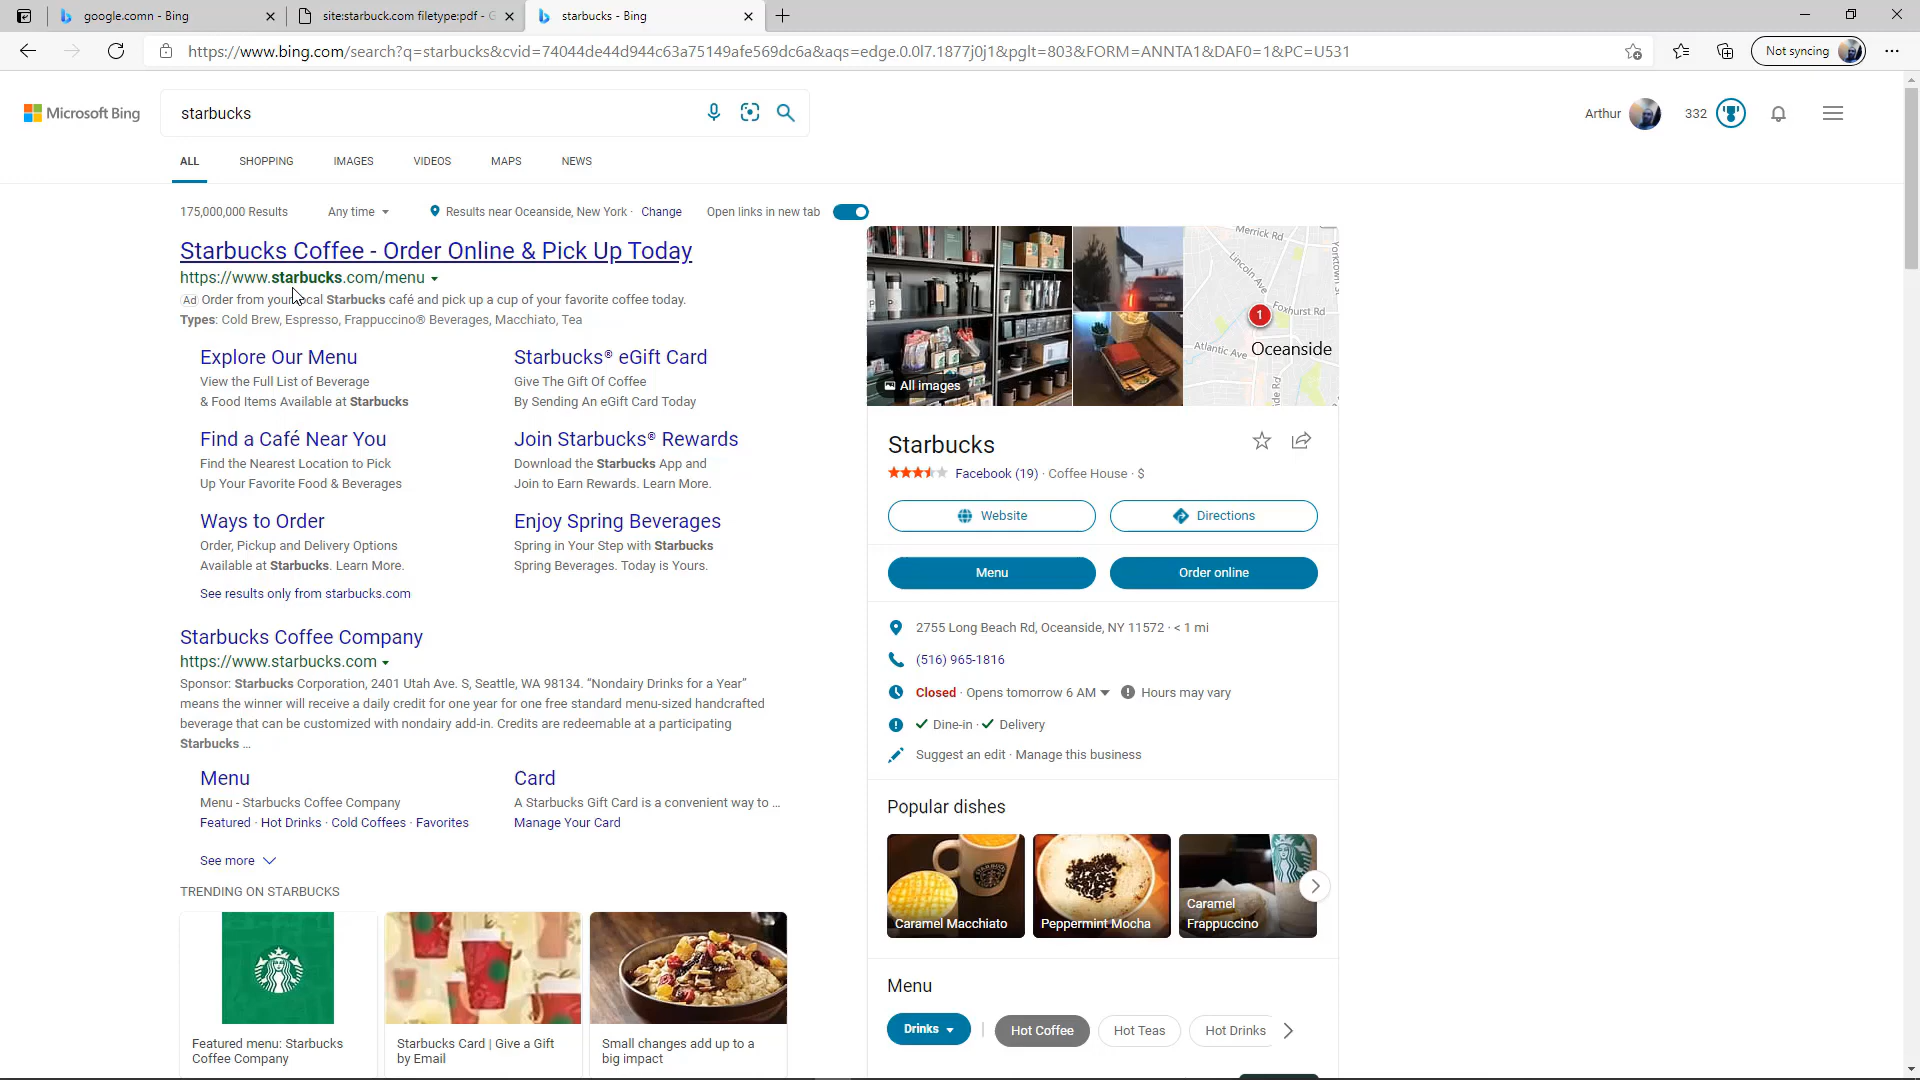 google.comn - Bing
site:starbuck.com filetype:pdf - G
starbucks - Bing
https://www.bing.com/search?q=starbucks&cvid=74044de44d944c63a75149afe569dc6a&aqs=edge.0.0l7.1877j0j1&pglt=803&FORM=ANNTA1&DAF0=1&PC=U531
Not syncing
Microsoft Bing
starbucks
Arthur
332
ALL
SHOPPING
IMAGES
VIDEOS
MAPS
NEWS
175,000,000 Results
Any time
Results near Oceanside, New York · Change
Open links in new tab
Starbucks Coffee - Order Online & Pick Up Today
https://www.starbucks.com/menu
Ad Order from your local Starbucks café and pick up a cup of your favorite coffee today.
Types: Cold Brew, Espresso, Frappuccino® Beverages, Macchiato, Tea
Explore Our Menu
View the Full List of Beverage
& Food Items Available at Starbucks
Starbucks® eGift Card
Give The Gift Of Coffee
By Sending An eGift Card Today
Find a Café Near You
Find the Nearest Location to Pick
Up Your Favorite Food & Beverages
Join Starbucks® Rewards
Download the Starbucks App and
Join to Earn Rewards. Learn More.
Ways to Order
Order, Pickup and Delivery Options
Available at Starbucks. Learn More.
Enjoy Spring Beverages
Spring in Your Step with Starbucks
Spring Beverages. Today is Yours.
See results only from starbucks.com
Starbucks Coffee Company
https://www.starbucks.com
Sponsor: Starbucks Corporation, 2401 Utah Ave. S, Seattle, WA 98134. “Nondairy Drinks for a Year”
means the winner will receive a daily credit for one year for one free standard menu-sized handcrafted
beverage that can be customized with nondairy add-in. Credits are redeemable at a participating
Starbucks ...
Menu
Menu - Starbucks Coffee Company
Featured · Hot Drinks · Cold Coffees · Favorites
Card
A Starbucks Gift Card is a convenient way to ...
Manage Your Card
See more
TRENDING ON STARBUCKS
Featured menu: Starbucks
Coffee Company
Starbucks Card | Give a Gift
by Email
Small changes add up to a
big impact
All images
Merrick Rd
Lincoln Ave
Yorktown St
1
Foxhurst Rd
Atlantic Ave
Oceanside
Rd
Starbucks
Facebook (19) · Coffee House · $
Website
Directions
Menu
Order online
2755 Long Beach Rd, Oceanside, NY 11572 · < 1 mi
(516) 965-1816
Closed · Opens tomorrow 6 AM
Hours may vary
Dine-in · Delivery
Suggest an edit · Manage this business
Popular dishes
Caramel Macchiato
Peppermint Mocha
Caramel
Frappuccino
Menu
Drinks
Hot Coffee
Hot Teas
Hot Drinks